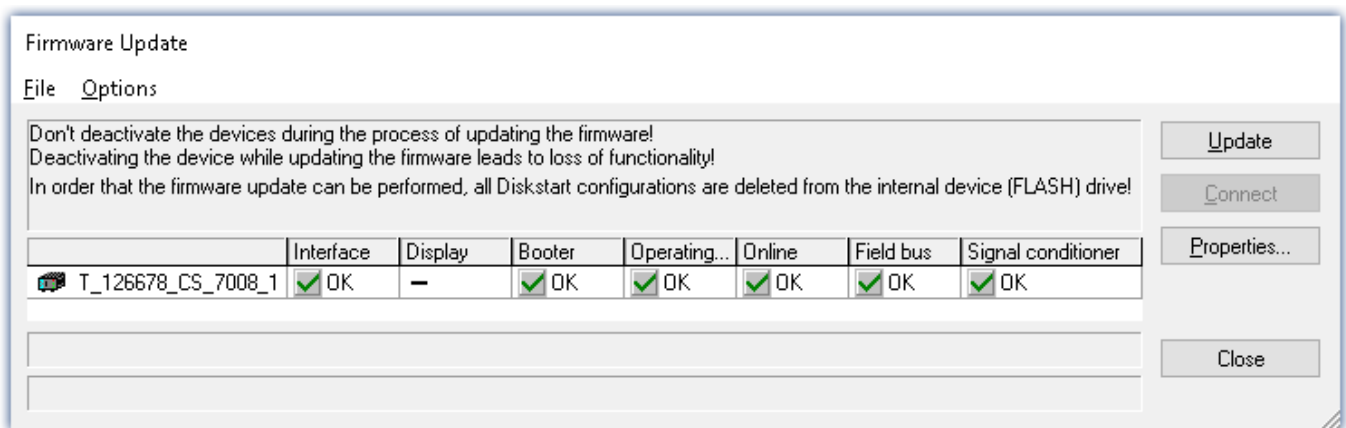 Firmware Update
File Options
Don't deactivate the devices during the process of updating the firmware!
Deactivating the device while updating the firmware leads to loss of functionality!
In order that the firmware update can be performed, all Diskstart configurations are deleted from the internal device (FLASH) drive!
Update
Connect
Properties...
Interface Display Booter Operating... Online Field bus Signal conditioner
T_126678_CS_7008_1 OK – OK OK OK OK OK
Close